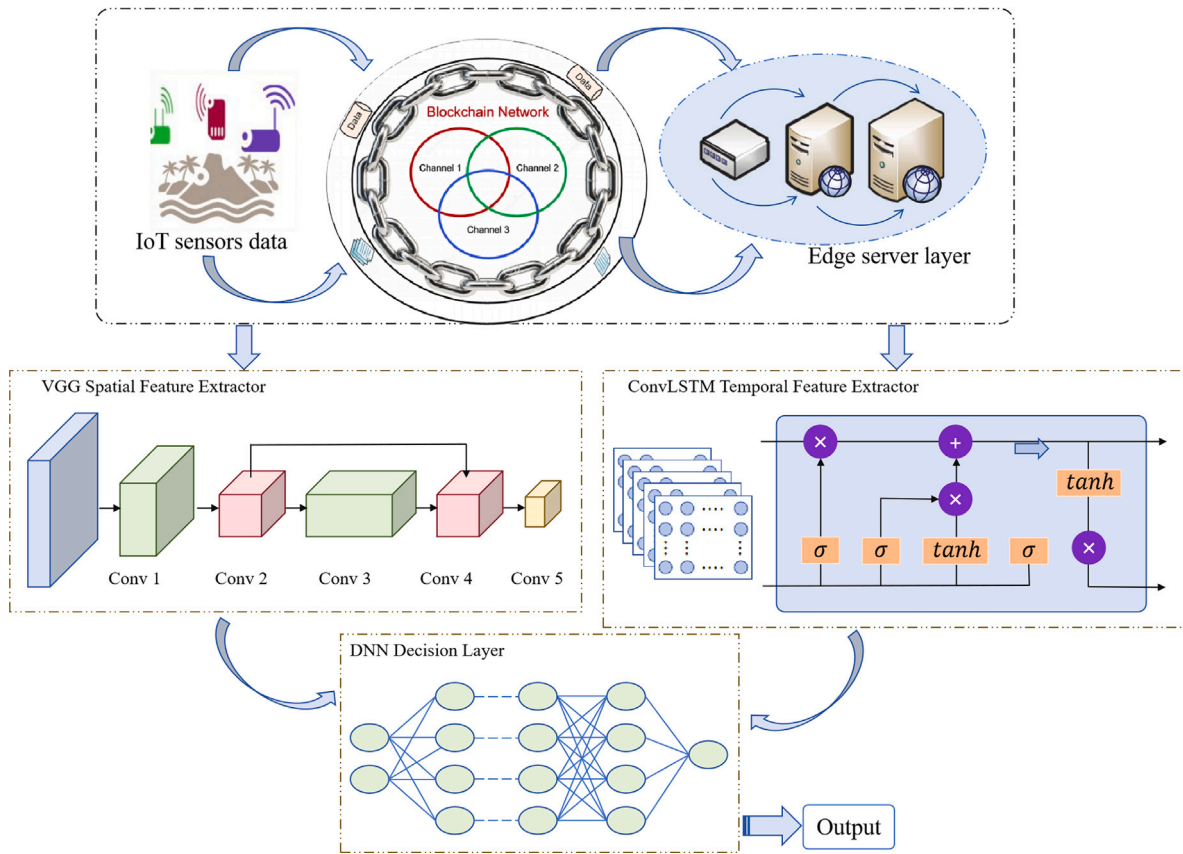 Data
Data
Blockchain Network
Channel 1
Channel 2
Channel 3
IoT sensors data
Edge server layer
VGG Spatial Feature Extractor
Conv 1
Conv 2
Conv 3
Conv 4
Conv 5
ConvLSTM Temporal Feature Extractor
×
+
tanh
×
σ
σ
tanh
σ
×
DNN Decision Layer
Output